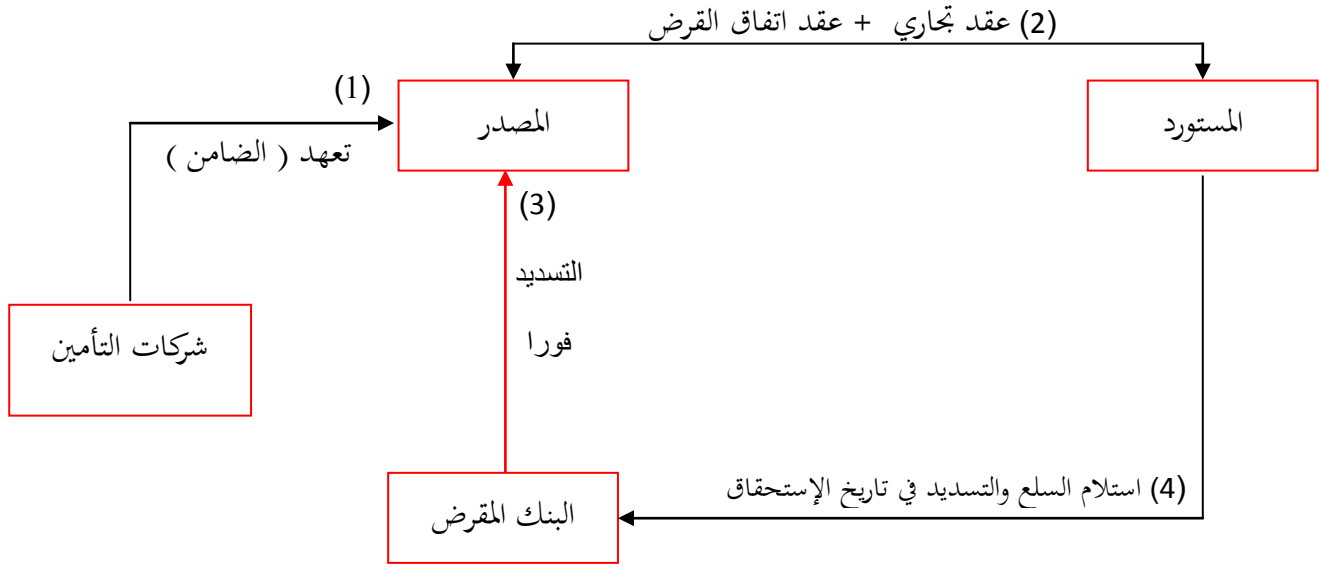 (2) عقد تجاري + عقد اتفاق القرض
(1)
المصدر
المستورد
تعهد ( الضامن )
(3)
التسديد
فورا
شركات التأمين
(4) استلام السلع والتسديد في تاريخ الإستحقاق
البنك المقرض